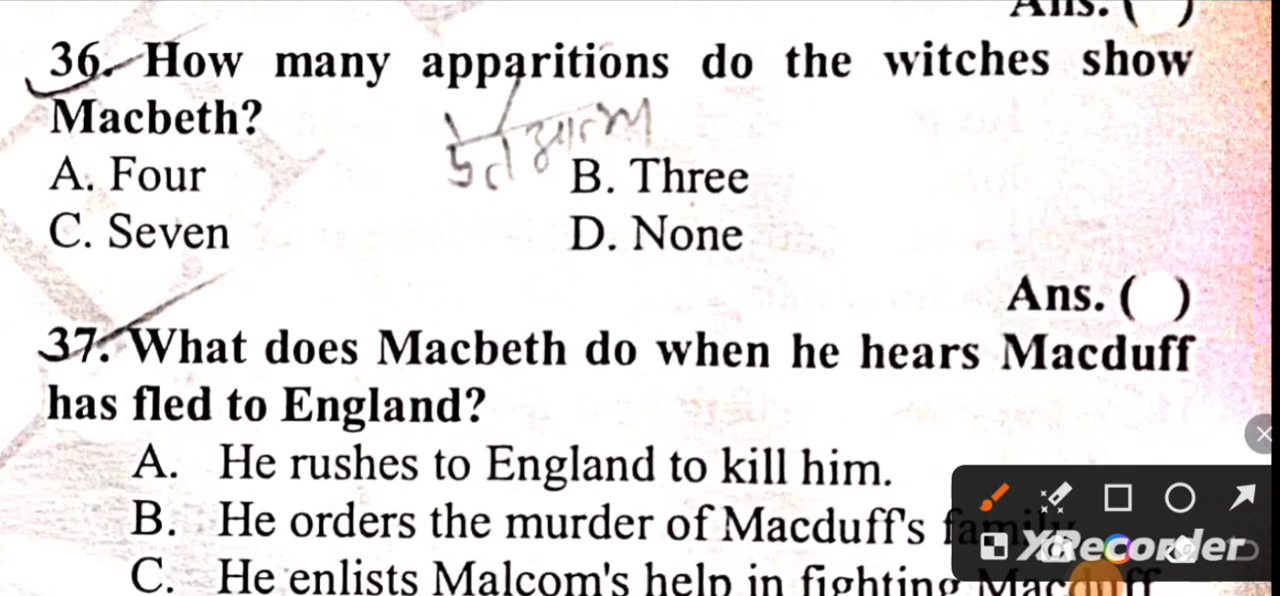 Ans. ( )
36. How many apparitions do the witches show
Macbeth?
A. Four
B. Three
C. Seven
D. None
Ans. ( )
37. What does Macbeth do when he hears Macduff
has fled to England?
A. He rushes to England to kill him.
B. He orders the murder of Macduff's family.
C. He enlists Malcom's help in fighting Macduff
XRecorder